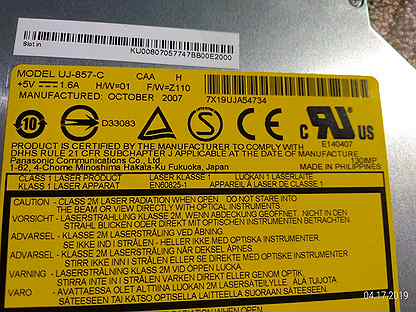 Slot in
KU00807057747BB00E2000
MODEL UJ-857-C CAA H
+5V 1.6A H/W=01 F/W=Z110
MANUFACTURED: OCTOBER 2007 7X19UJA54734
10 D33083 S CE C UR US
E140407
PRODUCT IS CERTIFIED BY THE MANUFACTURER TO COMPLY WITH
DHHS RULE 21 CFR SUBCHAPTER J APPLICABLE AT THE DATE OF MANUFACTURE
Panasonic Communications Co., Ltd. 130MP
1-62, 4-Chome Minoshima Hakata-Ku Fukuoka, Japan MADE IN PHILIPPINES
CLASS 1 LASER PRODUCT LASER KLASSE 1 LUOKAN 1 LASERLAITE
KLASS 1 LASER APPARAT EN60825-1 APPAREIL À LASER DE CLASSE 1
CAUTION - CLASS 2M LASER RADIATION WHEN OPEN DO NOT STARE INTO
THE BEAM OR VIEW DIRECTLY WITH OPTICAL INSTRUMENTS.
VORSICHT - LASERSTRAHLUNG KLASSE 2M, WENN ABDECKUNG GEÖFFNET. NICHT IN DEN
STRAHL BLICKEN ODER DIREKT MIT OPTISCHEN INSTRUMENTEN BETRACHTEN.
ADVARSEL - KLASSE 2M LASERSTRÅLING VED ÅBNING
SE IKKE IND I STRÅLEN - HELLER IKKE MED OPTISKE INSTRUMENTER.
ADVARSEL - KLASSE 2M LASERSTRÅLING NÅR DEKSEL ÅPNES
STIRR IKKE INN I STRÅLEN ELLER SE DIREKTE MED OPTISKE INSTRUMENTER
VARNING - LASERSTRÅLNING KLASS 2M VID ÖPPEN LUCKA
STIRRA INTE IN I STRÅLEN VARKEN DIREKT ELLER GENOM OPTIK
VARO - AVATTAESSA OLET ALTTIINA LUOKAN 2M LASERSÄTEILYLLE, ÄLÄ TUIJOTA
SÄTEESEEN TAI KATSO OPTISELLA LAITTEELLA SUORAAN SÄTEESEEN.
04.17.2019